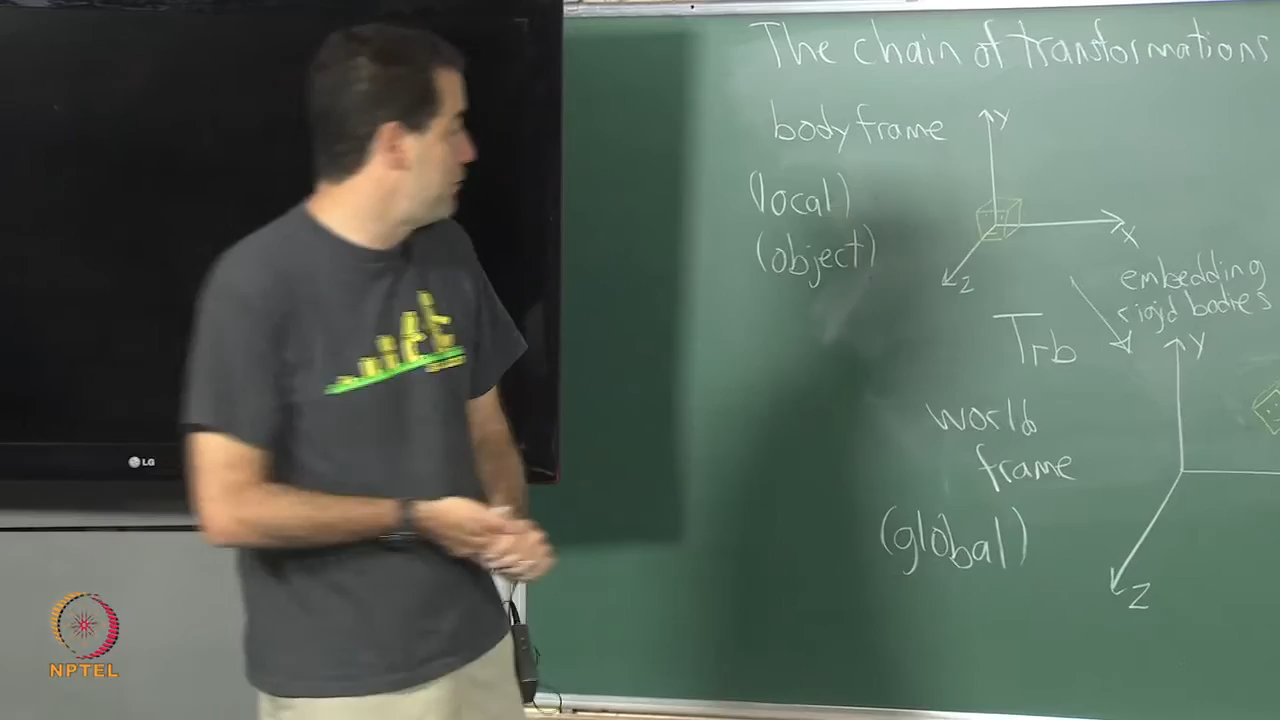 The chain of transformations
body frame
(local)
(object)
Y
X
Z
embedding
rigid bodies
Trb
world
frame
(global)
Y
Z
LG
NPTEL